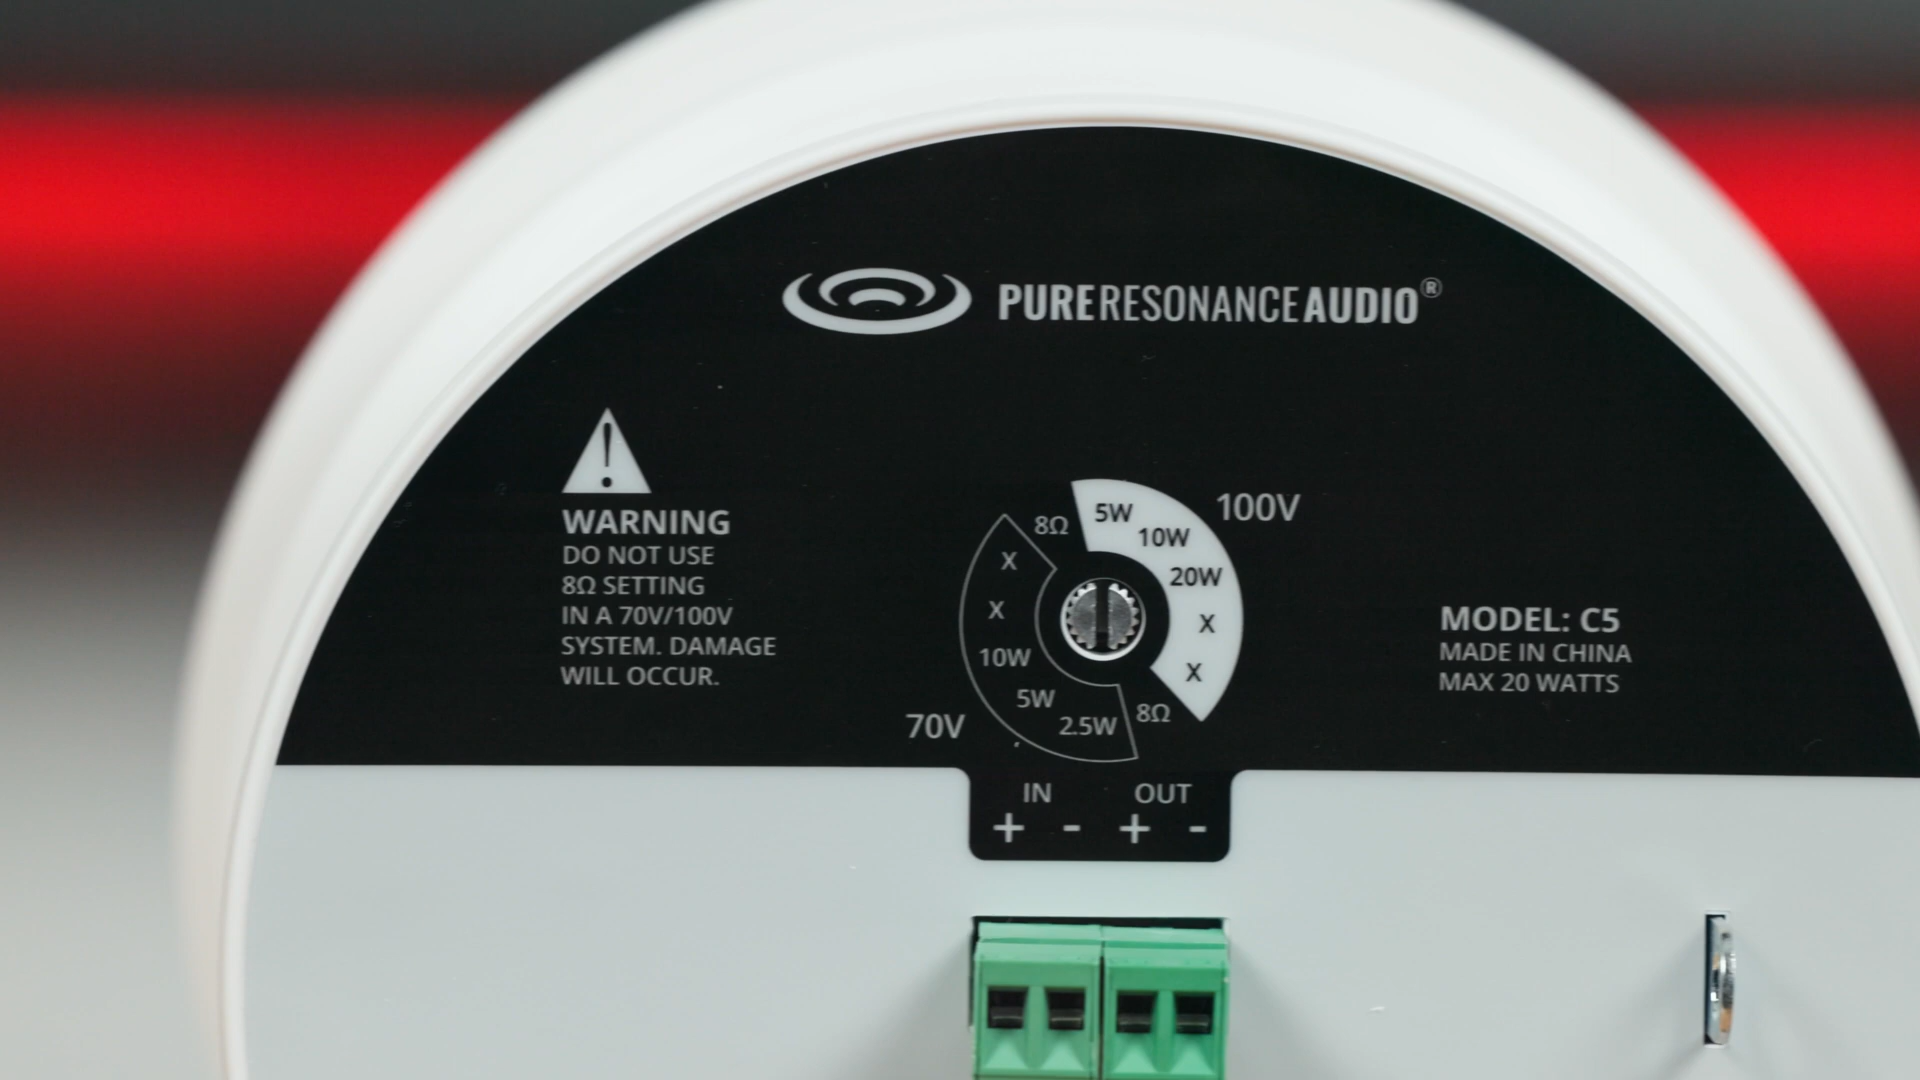 PURERESONANCEAUDIO®
!
WARNING
DO NOT USE
8Ω SETTING
IN A 70V/100V
SYSTEM. DAMAGE
WILL OCCUR.
100V
5W
10W
20W
X
X
8Ω
X
X
10W
5W
2.5W
8Ω
70V
MODEL: C5
MADE IN CHINA
MAX 20 WATTS
IN OUT
+ - + -